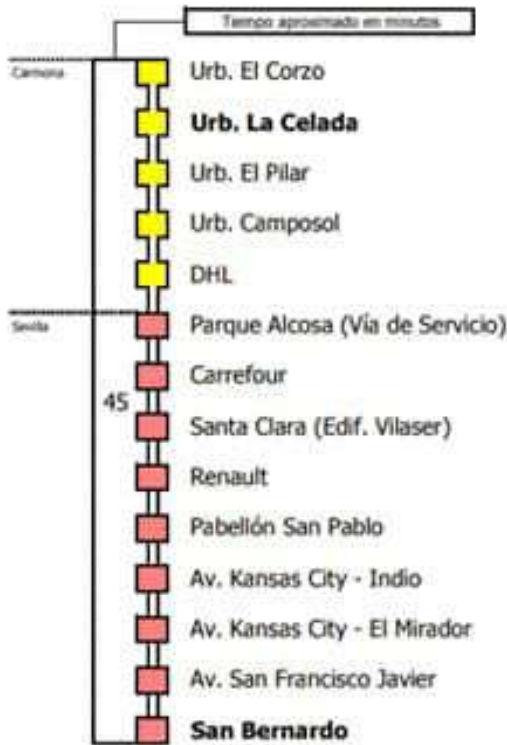 Tiempo aproximado en minutos
Carmona
Urb. El Corzo
Urb. La Celada
Urb. El Pilar
Urb. Camposol
DHL
Sevilla
Parque Alcosa (Vía de Servicio)
Carrefour
45
Santa Clara (Edif. Vilaser)
Renault
Pabellón San Pablo
Av. Kansas City - Indio
Av. Kansas City - El Mirador
Av. San Francisco Javier
San Bernardo